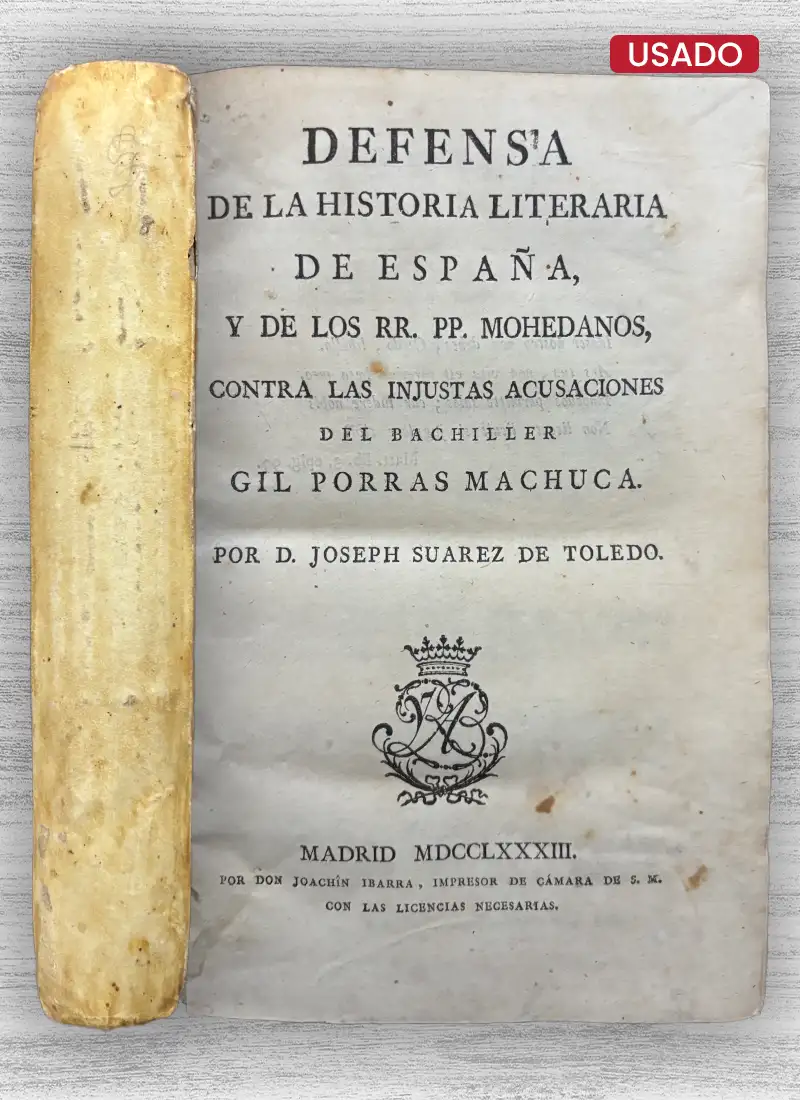 USADO
DEFENSA
DE LA HISTORIA LITERARIA
DE ESPAÑA,
Y DE LOS RR. PP. MOHEDANOS,
CONTRA LAS INJUSTAS ACUSACIONES
DEL BACHILLER
GIL PORRAS MACHUCA.
POR D. JOSEPH SUAREZ DE TOLEDO.
MADRID MDCCLXXXIII.
POR DON JOACHÎN IBARRA, IMPRESOR DE CÁMARA DE S. M.
CON LAS LICENCIAS NECESARIAS.